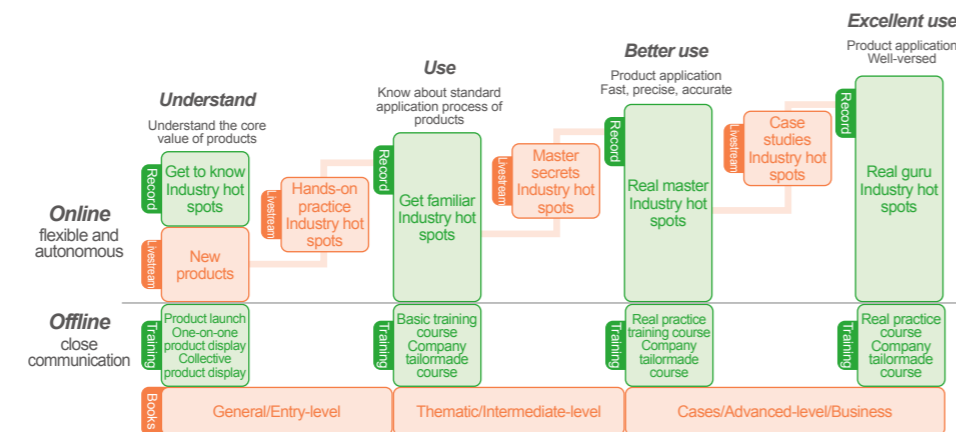 Excellent use
Product application
Well-versed
Better use
Product application
Fast, precise, accurate
Use
Know about standard
application process of
products
Understand
Understand the core
value of products
Online
flexible and
autonomous
Record
Get to know
Industry hot
spots
Livestream
New
products
Livestream
Hands-on
practice
Industry hot
spots
Record
Get familiar
Industry hot
spots
Livestream
Master
secrets
Industry hot
spots
Record
Real master
Industry hot
spots
Livestream
Case
studies
Industry hot
spots
Record
Real guru
Industry hot
spots
Offline
close
communication
Training
Product launch
One-on-one
product display
Collective
product display
Training
Basic training
course
Company
tailormade
course
Training
Real practice
training course
Company
tailormade
course
Training
Real practice
course
Company
tailormade
course
Books
General/Entry-level
Thematic/Intermediate-level
Cases/Advanced-level/Business